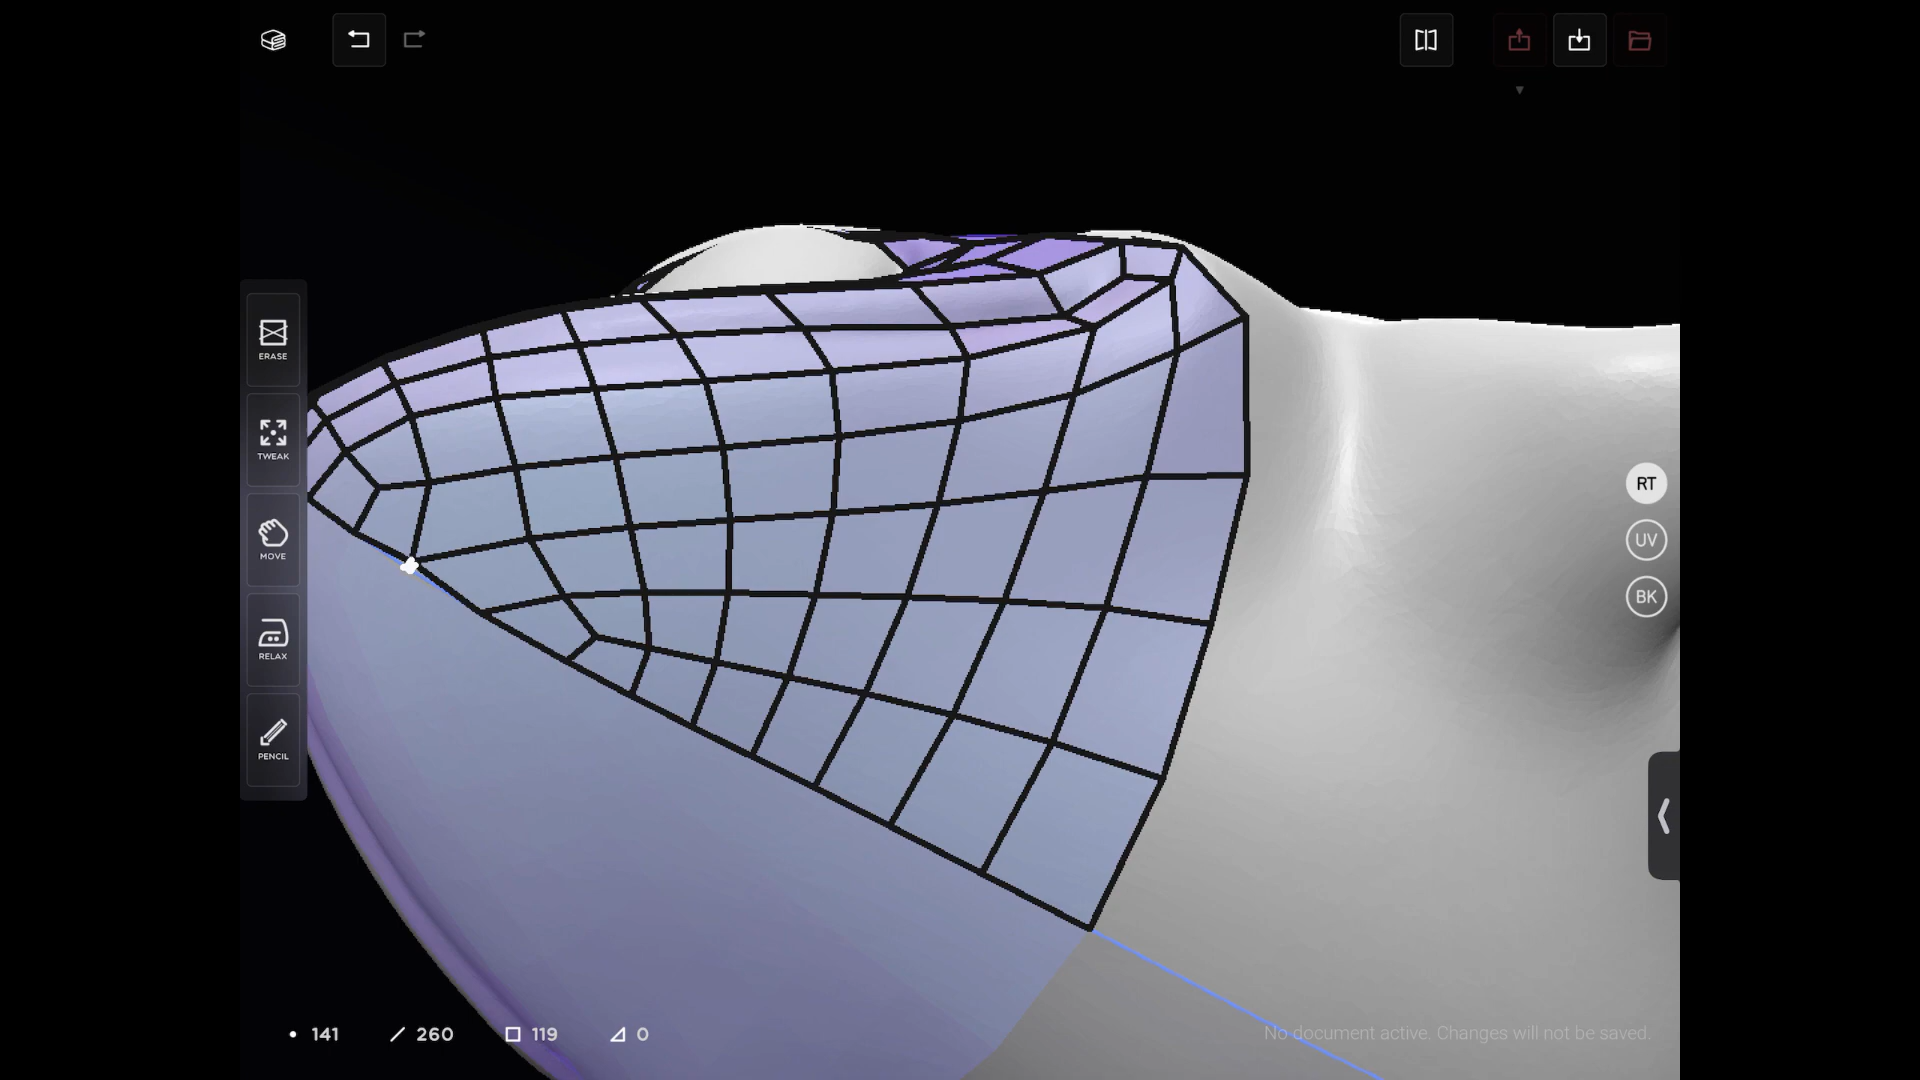 ERASE
TWEAK
MOVE
RELAX
PENCIL
RT
UV
BK
141
260
119
0
No document active. Changes will not be saved.